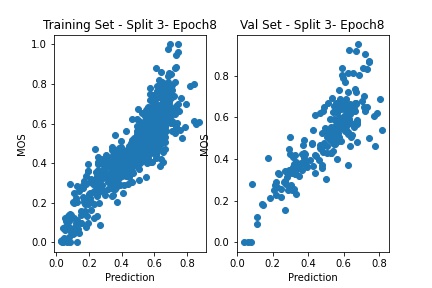 Training Set - Split 3- Epoch8
1.0
0.8
0.6
0.4
0.2
0.0
MOS
0.0 0.2 0.4 0.6 0.8
Prediction
Val Set - Split 3- Epoch8
0.8
0.6
0.4
0.2
0.0
MOS
0.0 0.2 0.4 0.6 0.8
Prediction